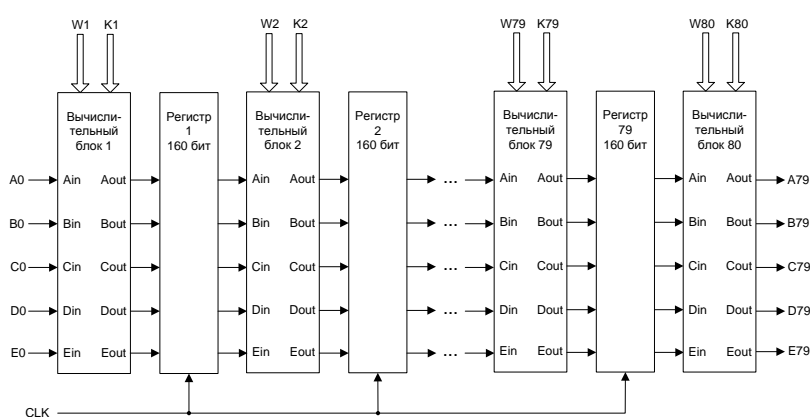 W1 K1 W2 K2 W79 K79 W80 K80
Вычисли-
тельный
блок 1
Регистр
1
160 бит
Вычисли-
тельный
блок 2
Регистр
2
160 бит
Вычисли-
тельный
блок 79
Регистр
79
160 бит
Вычисли-
тельный
блок 80
A0 Ain Aout Ain Aout ... Ain Aout Ain Aout A79
B0 Bin Bout Bin Bout ... Bin Bout Bin Bout B79
C0 Cin Cout Cin Cout ... Cin Cout Cin Cout C79
D0 Din Dout Din Dout ... Din Dout Din Dout D79
E0 Ein Eout Ein Eout ... Ein Eout Ein Eout E79
CLK